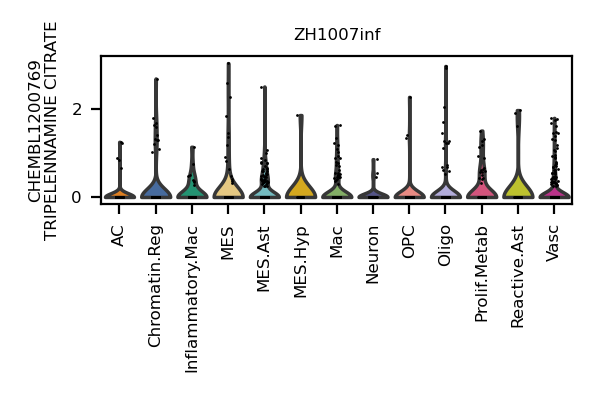 ZH1007inf
CHEMBL1200769
TRIPELENNAMINE CITRATE
2
0
AC
Chromatin.Reg
Inflammatory.Mac
MES
MES.Ast
MES.Hyp
Mac
Neuron
OPC
Oligo
Prolif.Metab
Reactive.Ast
Vasc